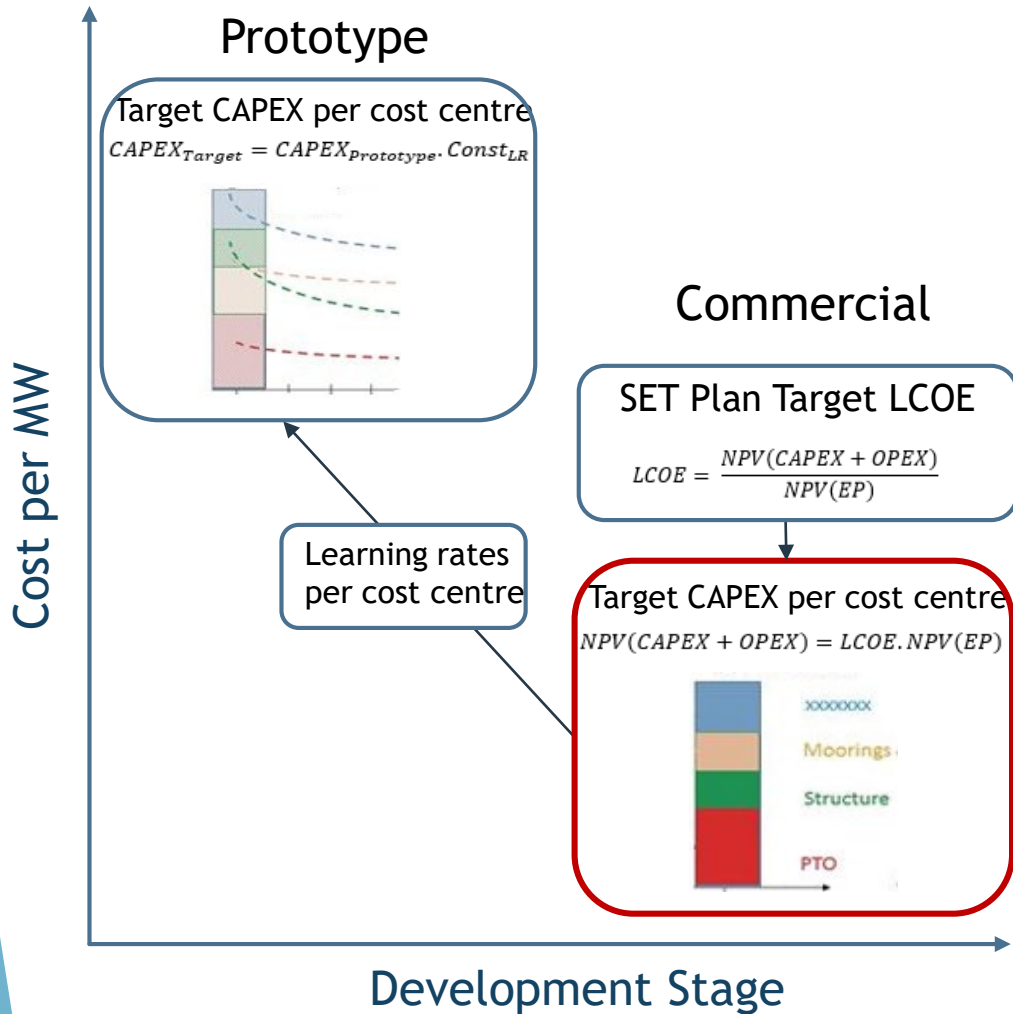 Prototype
Target CAPEX per cost centre
CAPEX_Target = CAPEX_Prototype . Const_LR
Commercial
SET Plan Target LCOE
LCOE = NPV(CAPEX + OPEX) / NPV(EP)
Learning rates
per cost centre
Target CAPEX per cost centre
NPV(CAPEX + OPEX) = LCOE. NPV(EP)
xxxxxxx
Moorings
Structure
PTO
Cost per MW
Development Stage